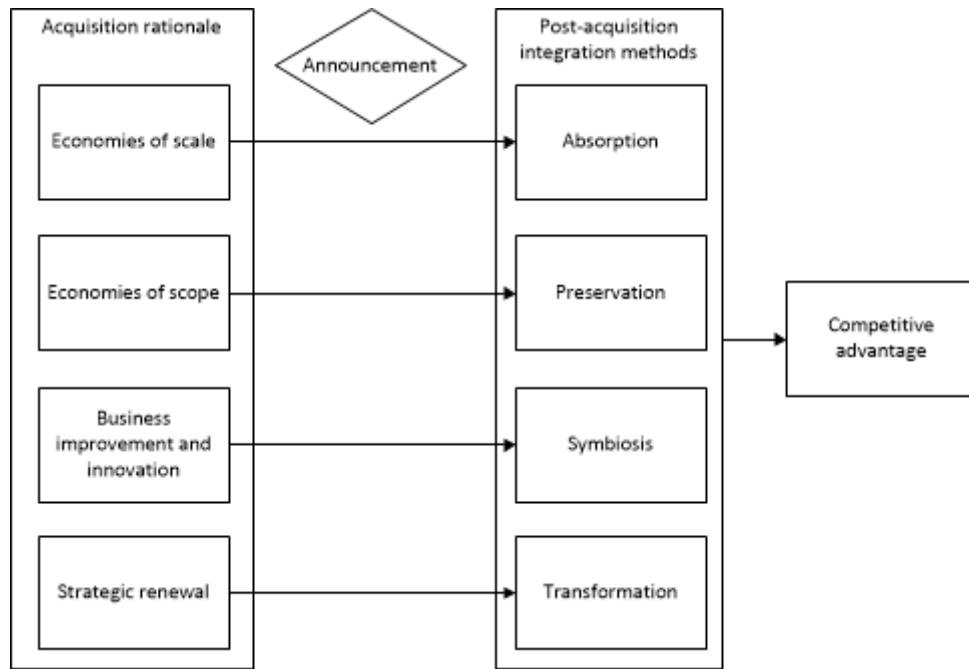 Acquisition rationale
Announcement
Post-acquisition
integration methods
Economies of scale
Absorption
Economies of scope
Preservation
Competitive
advantage
Business
improvement and
innovation
Symbiosis
Strategic renewal
Transformation